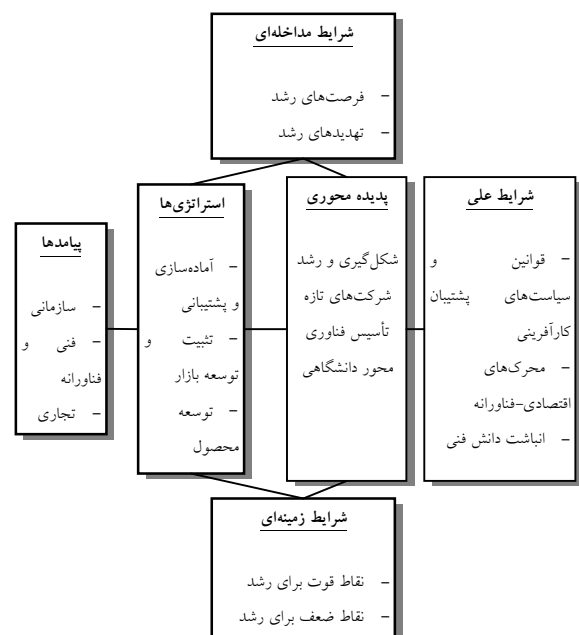 شرایط مداخله‌ای
- فرصت‌های رشد
- تهدیدهای رشد
شرایط علی
- قوانین و
سیاست‌های پشتیبان
کارآفرینی
- محرک‌های
اقتصادی-فناورانه
- انباشت دانش فنی
پدیده محوری
شکل‌گیری و رشد
شرکت‌های تازه
تأسیس فناوری
محور دانشگاهی
استراتژی‌ها
- آماده‌سازی
و پشتیبانی
- تثبیت و
توسعه بازار
- توسعه
محصول
پیامدها
- سازمانی
- فنی و
فناورانه
- تجاری
شرایط زمینه‌ای
- نقاط قوت برای رشد
- نقاط ضعف برای رشد